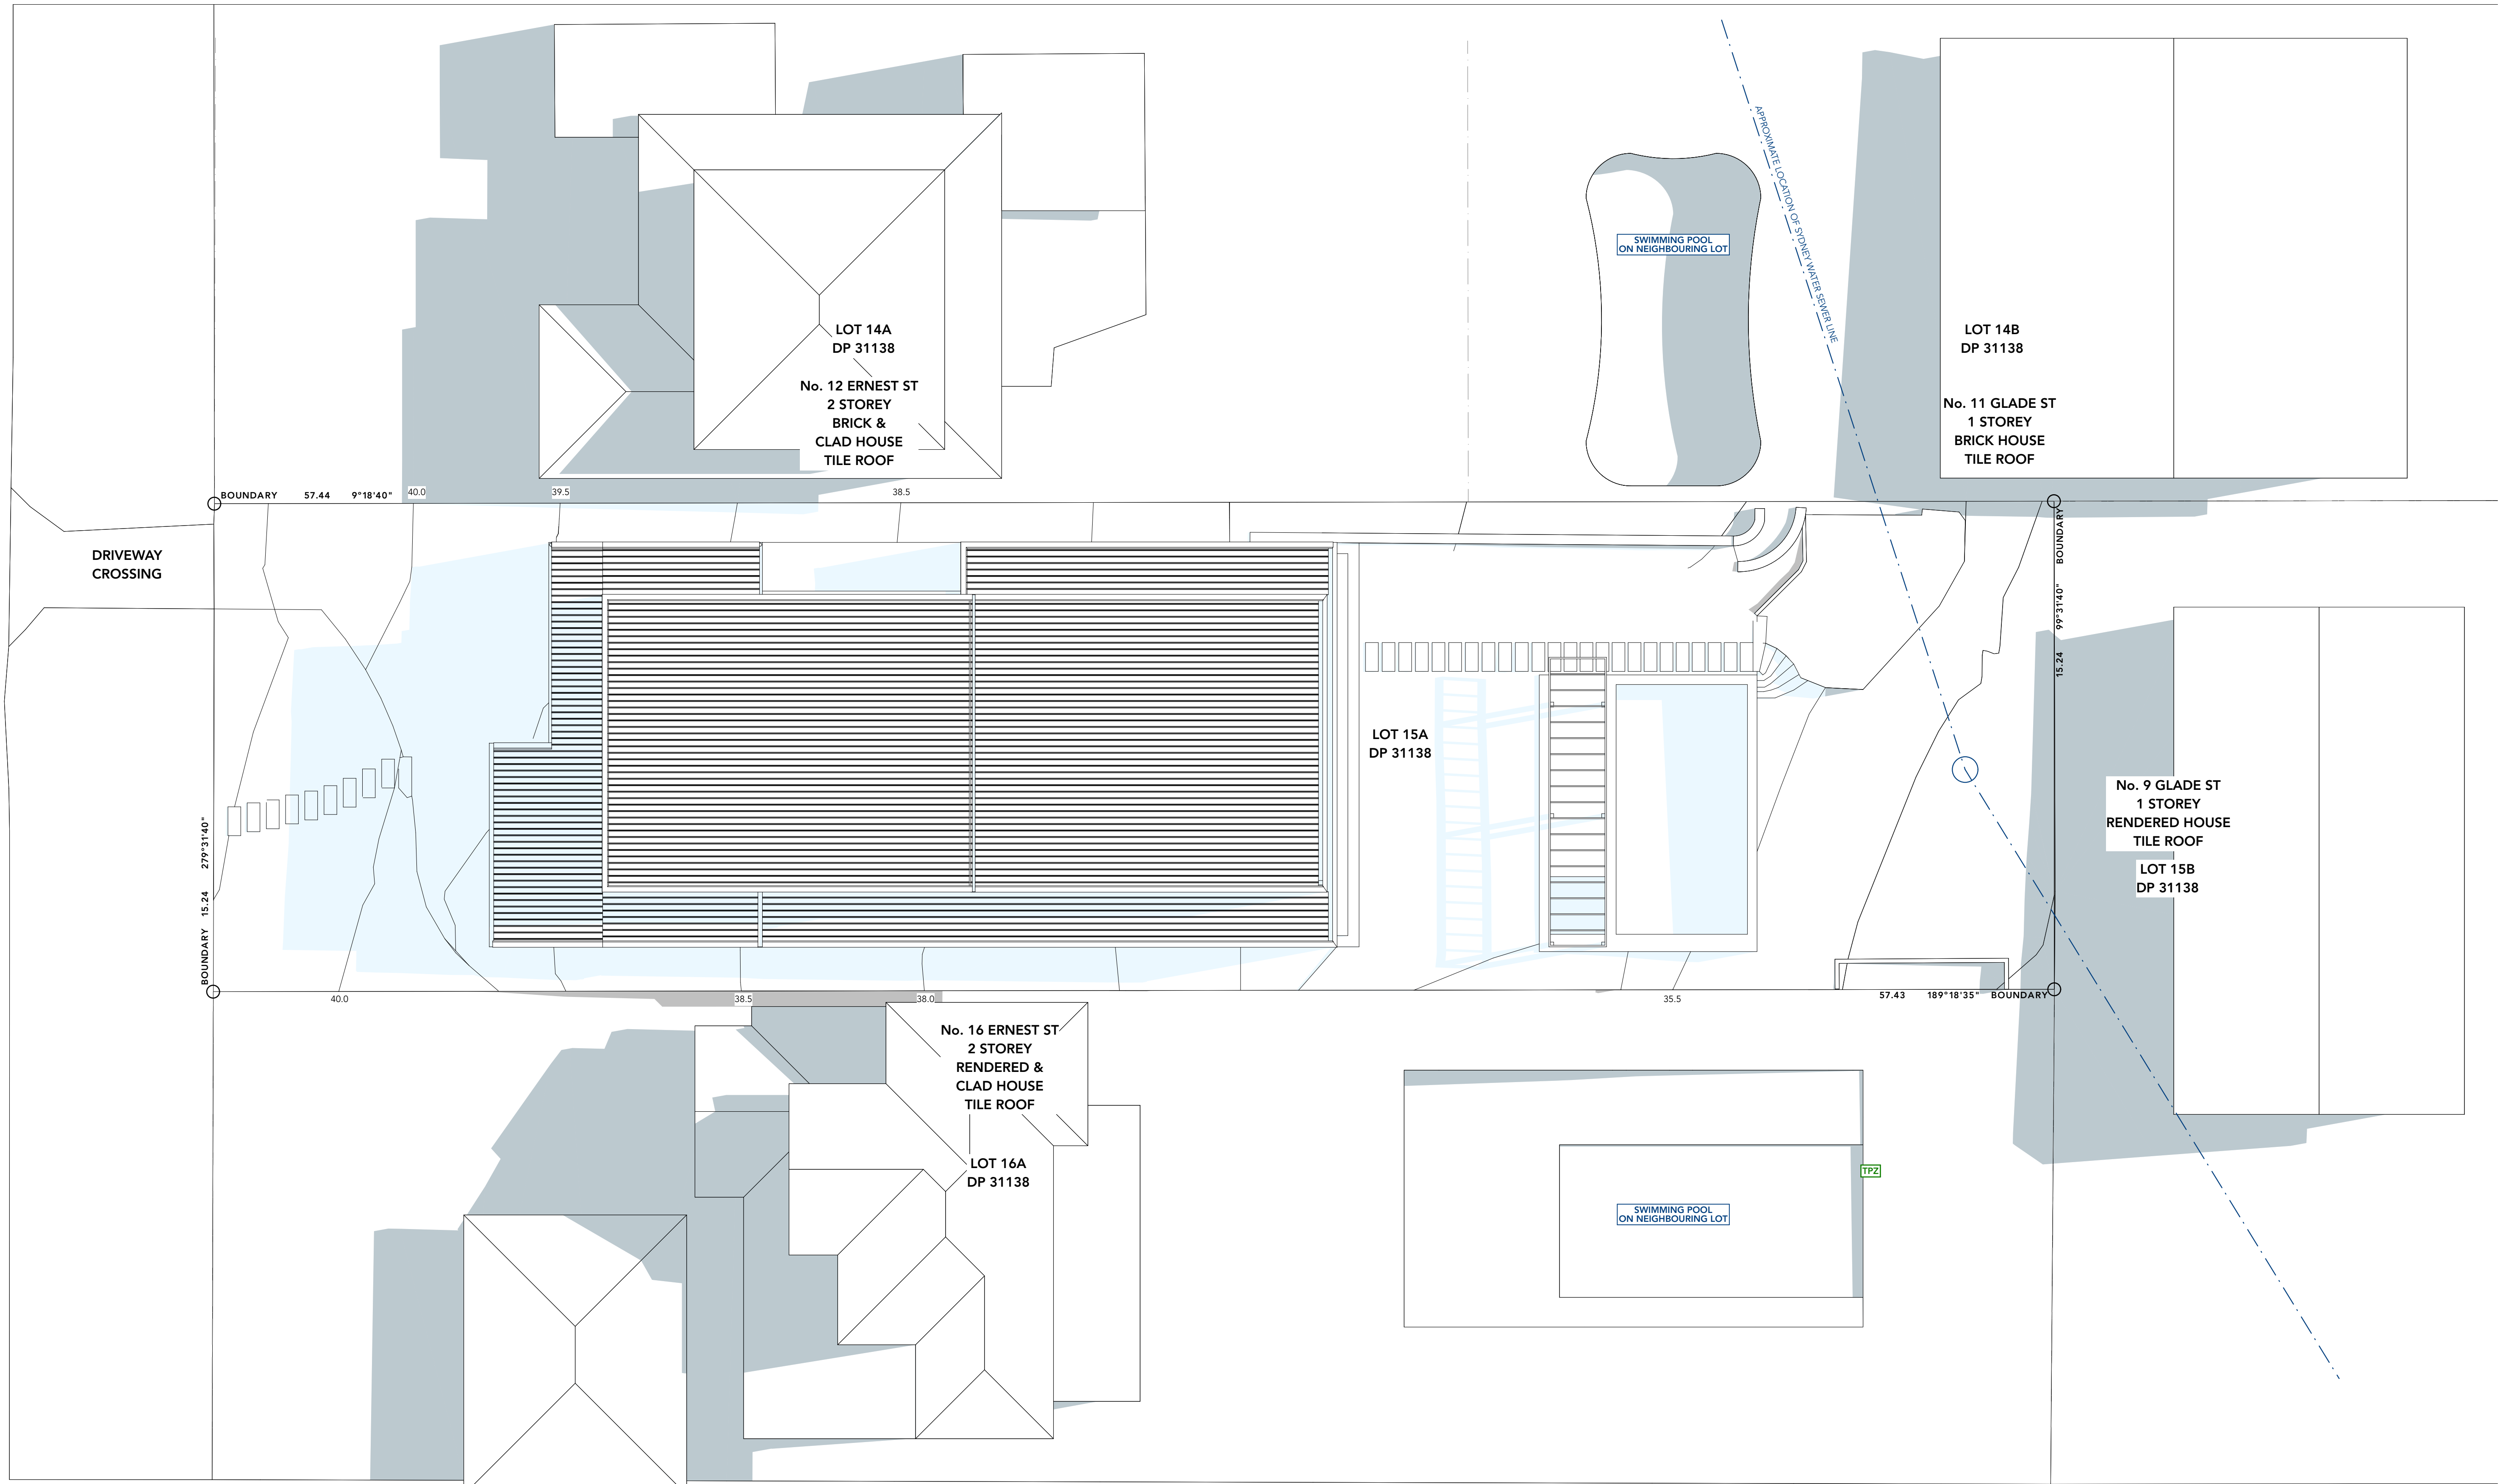 APPROXIMATE LOCATION OF SYDNEY WATER SEWER LINE
SWIMMING POOL
ON NEIGHBOURING LOT
LOT 14A
DP 31138
No. 12 ERNEST ST
2 STOREY
BRICK &
CLAD HOUSE
TILE ROOF
LOT 14B
DP 31138
No. 11 GLADE ST
1 STOREY
BRICK HOUSE
TILE ROOF
BOUNDARY 57.44 9°18'40"
40.0
39.5
38.5
DRIVEWAY
CROSSING
15.24 99°31'40" BOUNDARY
LOT 15A
DP 31138
No. 9 GLADE ST
1 STOREY
RENDERED HOUSE
TILE ROOF
LOT 15B
DP 31138
BOUNDARY 15.24 279°31'40"
40.0
38.5
38.0
35.5
57.43 189°18'35" BOUNDARY
No. 16 ERNEST ST
2 STOREY
RENDERED &
CLAD HOUSE
TILE ROOF
LOT 16A
DP 31138
TPZ
SWIMMING POOL
ON NEIGHBOURING LOT